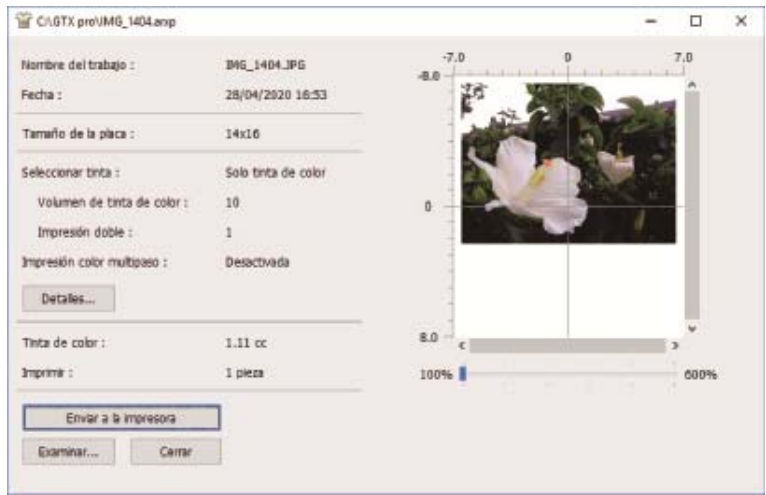 C:\GTX pro\IMG_1404.arxp
Nombre del trabajo : IMG_1404.JPG
Fecha : 28/04/2020 16:53
Tamaño de la placa : 14x16
Seleccionar tinta : Solo tinta de color
Volumen de tinta de color : 10
Impresión doble : 1
Impresión color multipaso : Desactivada
Detalles...
Tinta de color : 1.11 cc
Imprimir : 1 pieza
Enviar a la impresora
Examinar... Cerrar
-7.0 0 7.0
-8.0
0
8.0
100% 600%